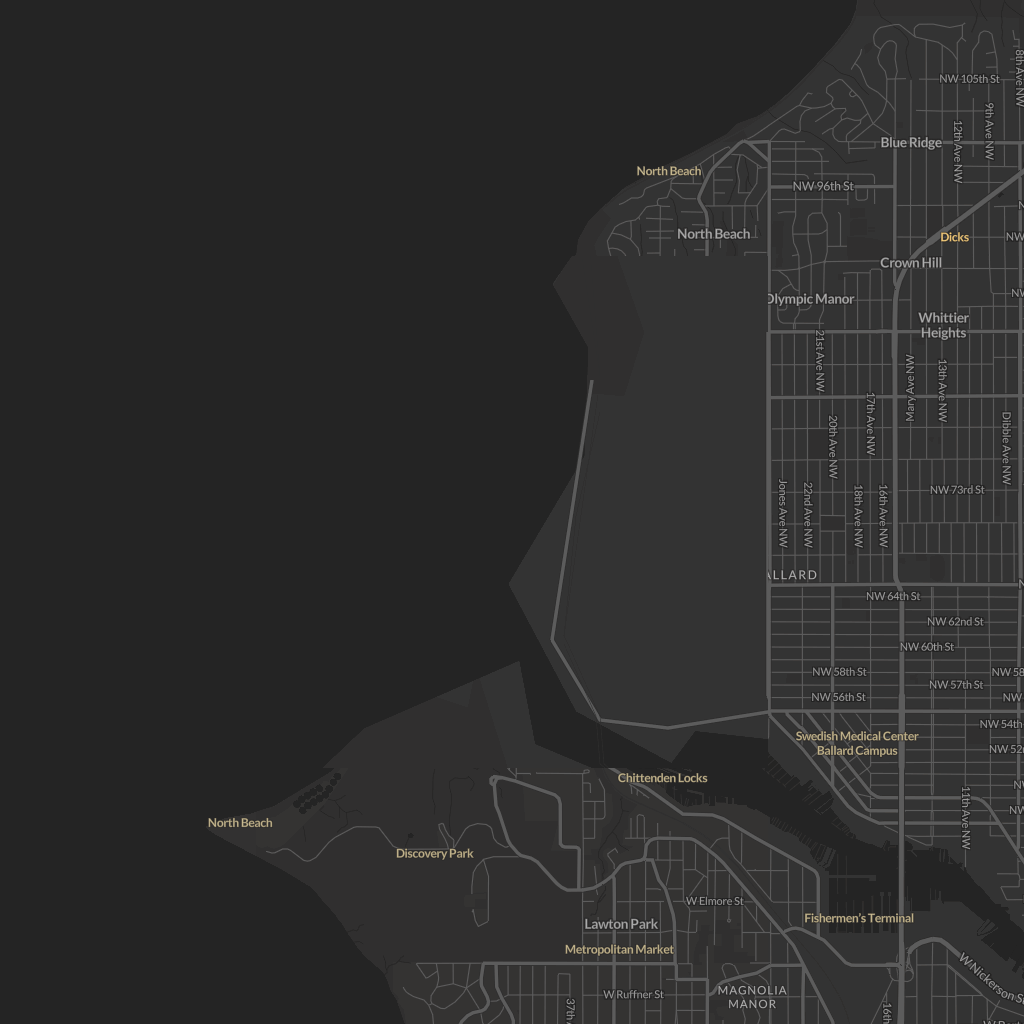 8th Ave NW
NW 105th St
9th Ave NW
12th Ave NW
Blue Ridge
North Beach
NW 96th St
North Beach
Dicks
NW
Crown Hill
Olympic Manor
NW
Whittier
Heights
21st Ave NW
Mary Ave NW
13th Ave NW
17th Ave NW
20th Ave NW
Dibble Ave NW
Jones Ave NW
22nd Ave NW
18th Ave NW
16th Ave NW
NW 73rd St
ALLARD
NW 64th St
NW 62nd St
NW 60th St
NW 58th St
NW 58
NW 57th St
NW 56th St
NW
NW 54th
Swedish Medical Center
Ballard Campus
NW 52n
Chittenden Locks
NW
11th Ave NW
NW
North Beach
Discovery Park
W Elmore St
Fishermen's Terminal
Lawton Park
Metropolitan Market
W Nickerson St
W Ruffner St
MAGNOLIA
MANOR
37th
16th